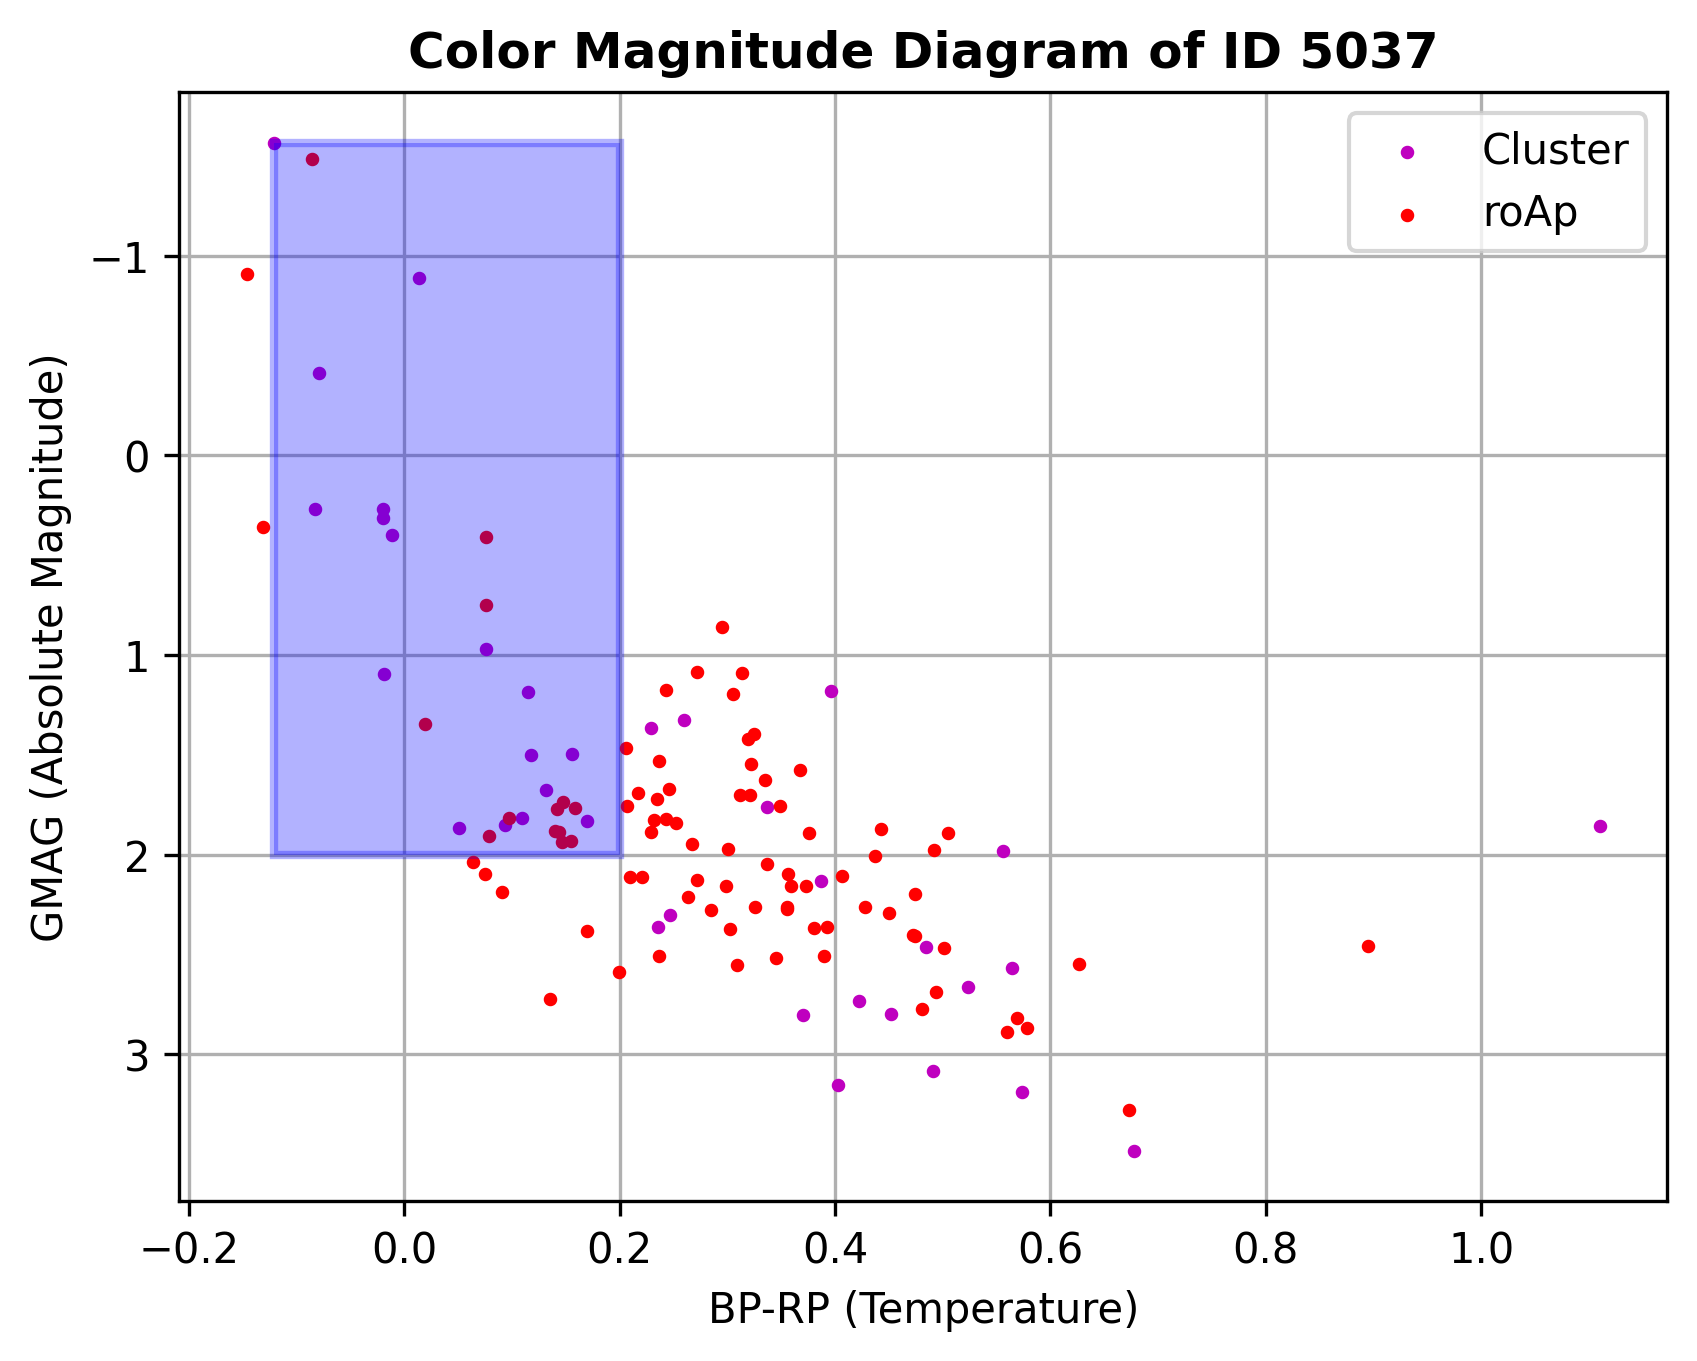 Color Magnitude Diagram of ID 5037
Cluster
roAp
−1
0
1
2
3
GMAG (Absolute Magnitude)
−0.2 0.0 0.2 0.4 0.6 0.8 1.0
BP-RP (Temperature)